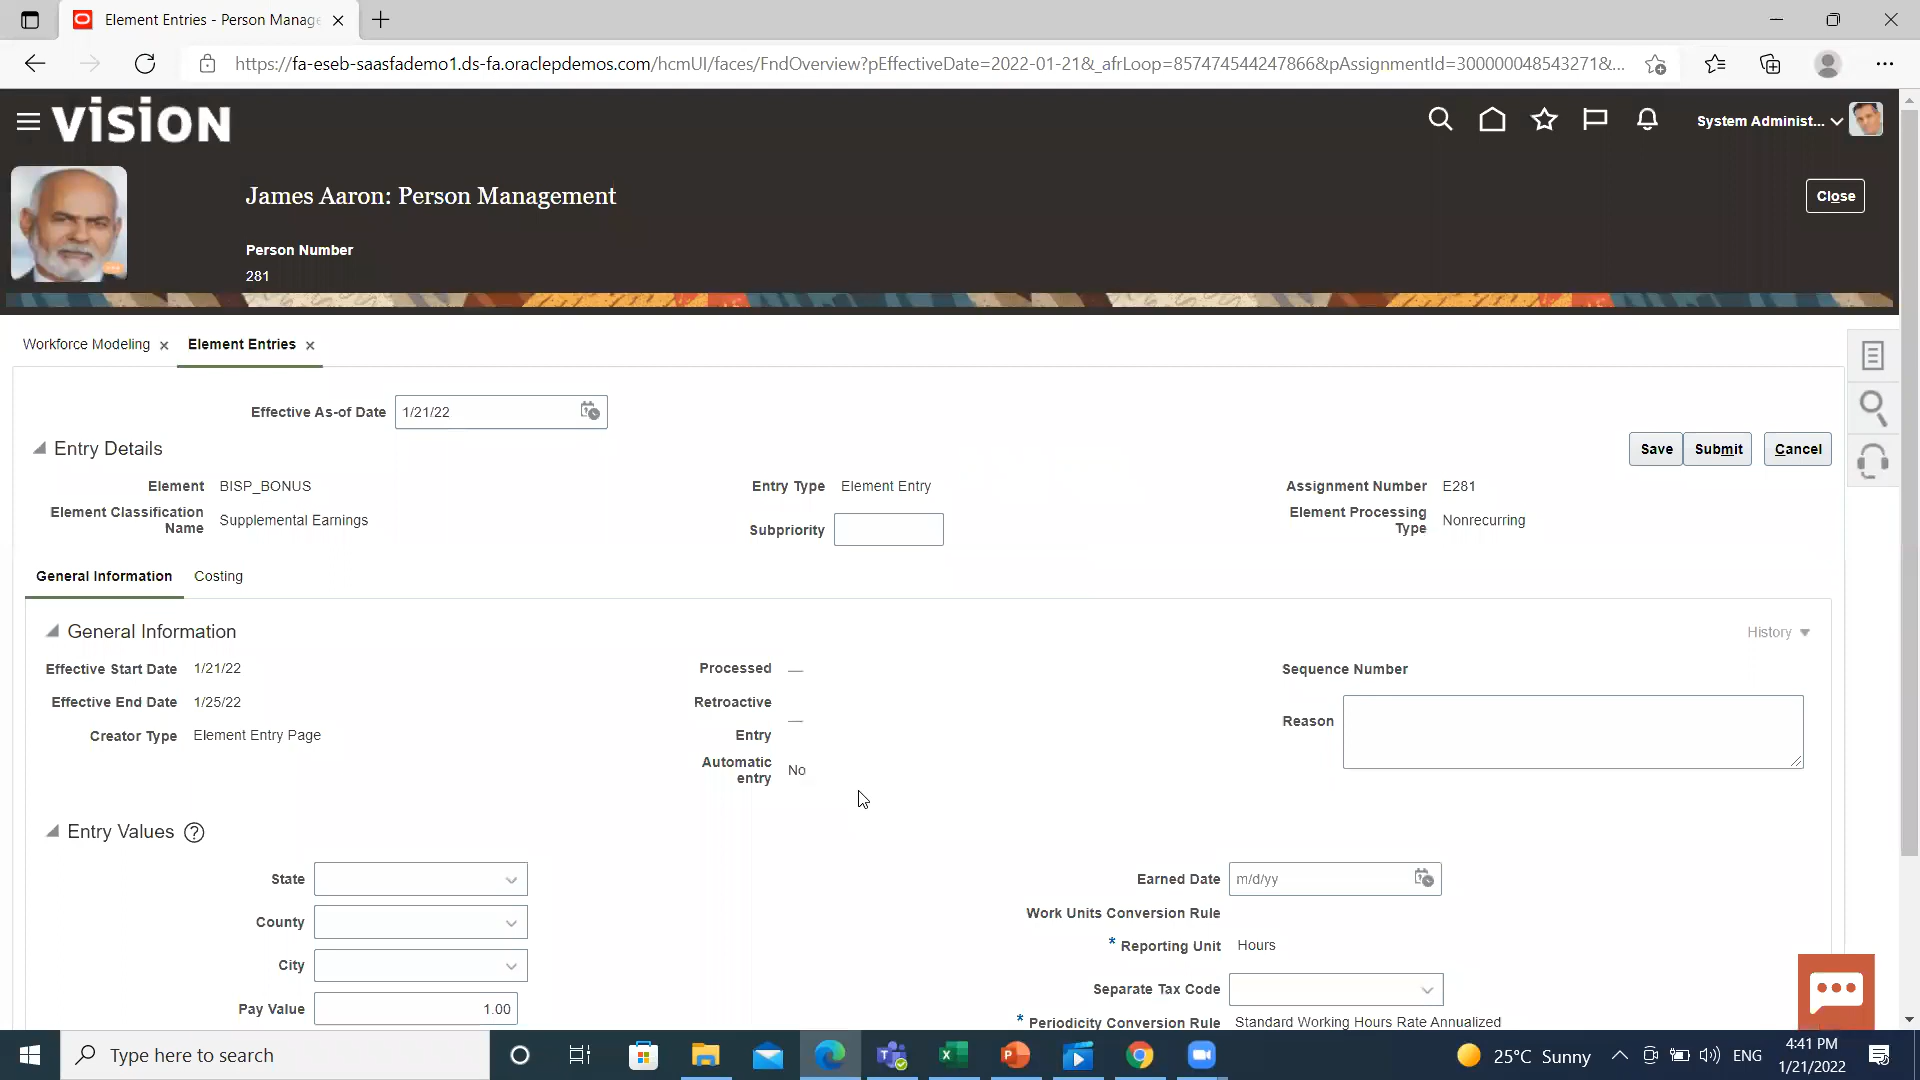 Element Entries - Person Manage
https://fa-eseb-saasfademo1.ds-fa.oraclepdemos.com/hcmUI/faces/FndOverview?pEffectiveDate=2022-01-21&_afrLoop=857474544247866&pAssignmentId=300000048543271&...
vision
System Administ...
James Aaron: Person Management
Close
Person Number
281
Workforce Modeling
Element Entries
Effective As-of Date 1/21/22
Entry Details
Save Submit Cancel
Element BISP_BONUS
Entry Type Element Entry
Assignment Number E281
Element Classification Name Supplemental Earnings
Subpriority
Element Processing Type Nonrecurring
General Information Costing
General Information
History
Effective Start Date 1/21/22
Processed —
Sequence Number
Effective End Date 1/25/22
Retroactive Entry —
Reason
Creator Type Element Entry Page
Automatic entry No
Entry Values ?
State
Earned Date m/d/yy
County
Work Units Conversion Rule
* Reporting Unit Hours
City
Separate Tax Code
Pay Value 1.00
* Periodicity Conversion Rule Standard Working Hours Rate Annualized
Type here to search
25°C Sunny
ENG
4:41 PM
1/21/2022